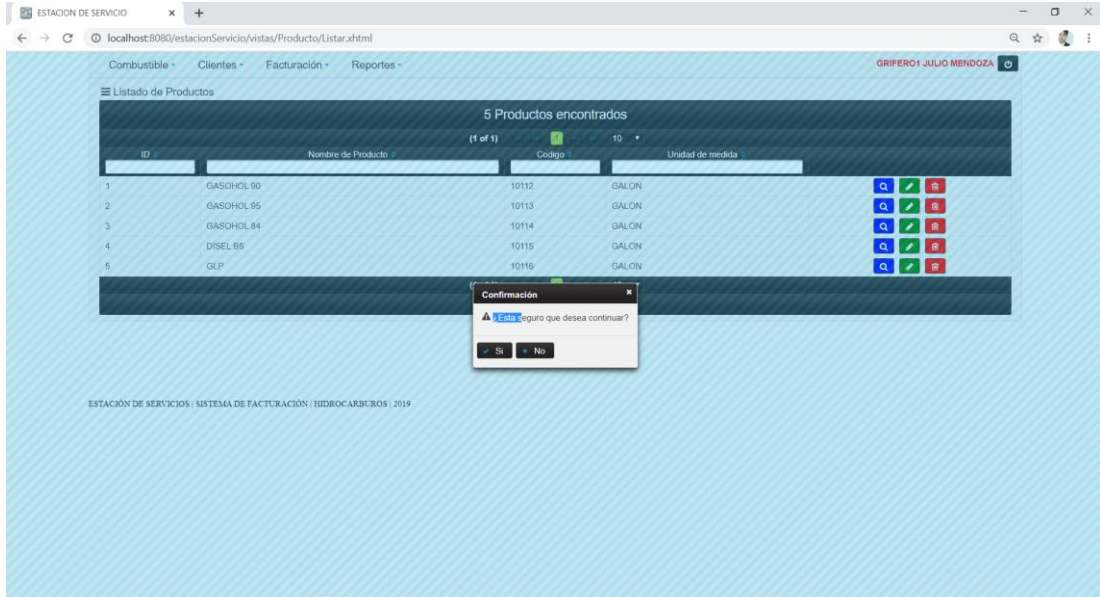 ESTACION DE SERVICIO
localhost:8080/estacionServicio/vistas/Producto/Listar.xhtml
Combustible Clientes Facturación Reportes GRIFERO1 JULIO MENDOZA
Listado de Productos
5 Productos encontrados
(1 of 1) 1 10
ID Nombre de Producto Codigo Unidad de medida
1 GASOHOL 90 10112 GALON
2 GASOHOL 95 10113 GALON
3 GASOHOL 84 10114 GALON
4 DISEL B5 10115 GALON
5 GLP 10116 GALON
Confirmación
¿Esta seguro que desea continuar?
Si No
ESTACIÓN DE SERVICIOS | SISTEMA DE FACTURACIÓN | HIDROCARBUROS | 2019